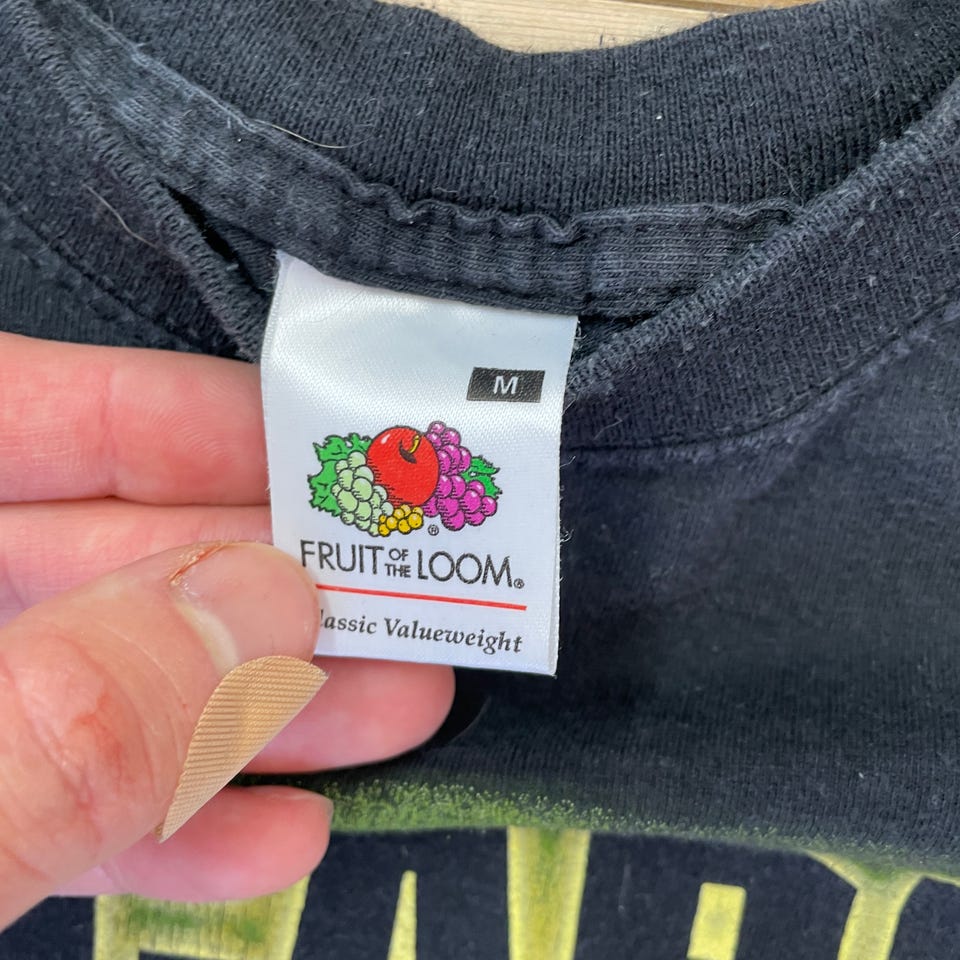 M
®
FRUIT OF THE LOOM®
lassic Valueweight